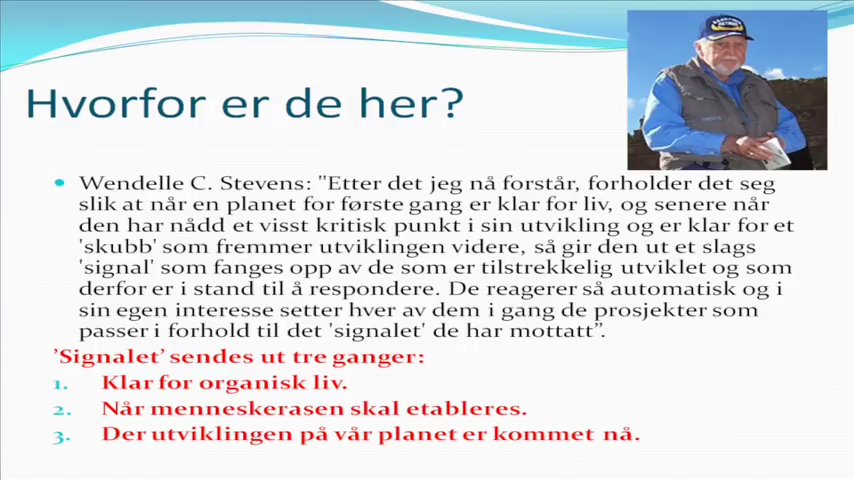 Hvorfor er de her?
• Wendelle C. Stevens: "Etter det jeg nå forstår, forholder det seg
slik at når en planet for første gang er klar for liv, og senere når
den har nådd et visst kritisk punkt i sin utvikling og er klar for et
'skubb' som fremmer utviklingen videre, så gir den ut et slags
'signal' som fanges opp av de som er tilstrekkelig utviklet og som
derfor er i stand til å respondere. De reagerer så automatisk og i
sin egen interesse setter hver av dem i gang de prosjekter som
passer i forhold til det 'signalet' de har mottatt”.
’Signalet’ sendes ut tre ganger:
1. Klar for organisk liv.
2. Når menneskerasen skal etableres.
3. Der utviklingen på vår planet er kommet nå.